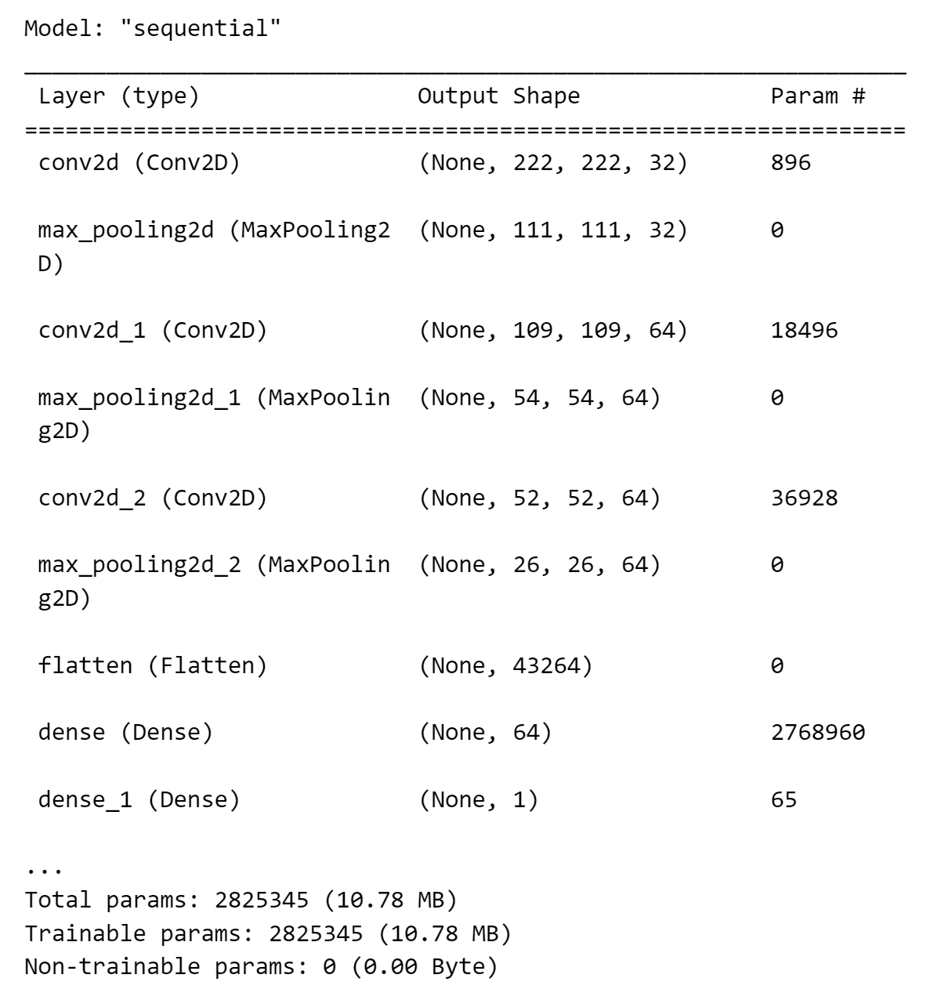 Model: "sequential"
_________________________________________________________________
Layer (type) Output Shape Param #
=================================================================
conv2d (Conv2D) (None, 222, 222, 32) 896
max_pooling2d (MaxPooling2 (None, 111, 111, 32) 0
D)
conv2d_1 (Conv2D) (None, 109, 109, 64) 18496
max_pooling2d_1 (MaxPoolin (None, 54, 54, 64) 0
g2D)
conv2d_2 (Conv2D) (None, 52, 52, 64) 36928
max_pooling2d_2 (MaxPoolin (None, 26, 26, 64) 0
g2D)
flatten (Flatten) (None, 43264) 0
dense (Dense) (None, 64) 2768960
dense_1 (Dense) (None, 1) 65
...
Total params: 2825345 (10.78 MB)
Trainable params: 2825345 (10.78 MB)
Non-trainable params: 0 (0.00 Byte)